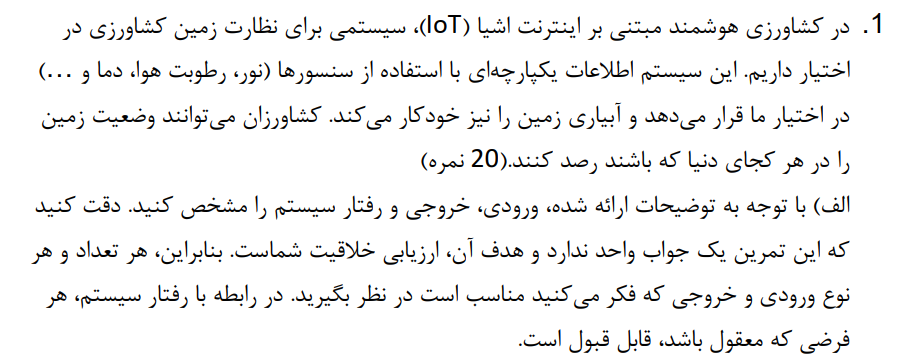 1. در کشاورزی هوشمند مبتنی بر اینترنت اشیا (IoT)، سیستمی برای نظارت زمین کشاورزی در
اختیار داریم. این سیستم اطلاعات یکپارچه‌ای با استفاده از سنسورها (نور، رطوبت هوا، دما و ...)
در اختیار ما قرار می‌دهد و آبیاری زمین را نیز خودکار می‌کند. کشاورزان می‌توانند وضعیت زمین
را در هر کجای دنیا که باشند رصد کنند.(20 نمره)
الف) با توجه به توضیحات ارائه شده، ورودی، خروجی و رفتار سیستم را مشخص کنید. دقت کنید
که این تمرین یک جواب واحد ندارد و هدف آن، ارزیابی خلاقیت شماست. بنابراین، هر تعداد و هر
نوع ورودی و خروجی که فکر می‌کنید مناسب است در نظر بگیرید. در رابطه با رفتار سیستم، هر
فرضی که معقول باشد، قابل قبول است.